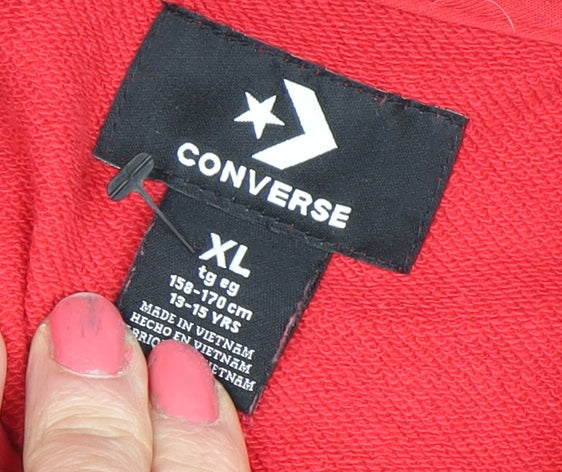 CONVERSE
XL
tg eg
158-170 cm
13-15 YRS
MADE IN VIETNAM
HECHO EN VIETNAM